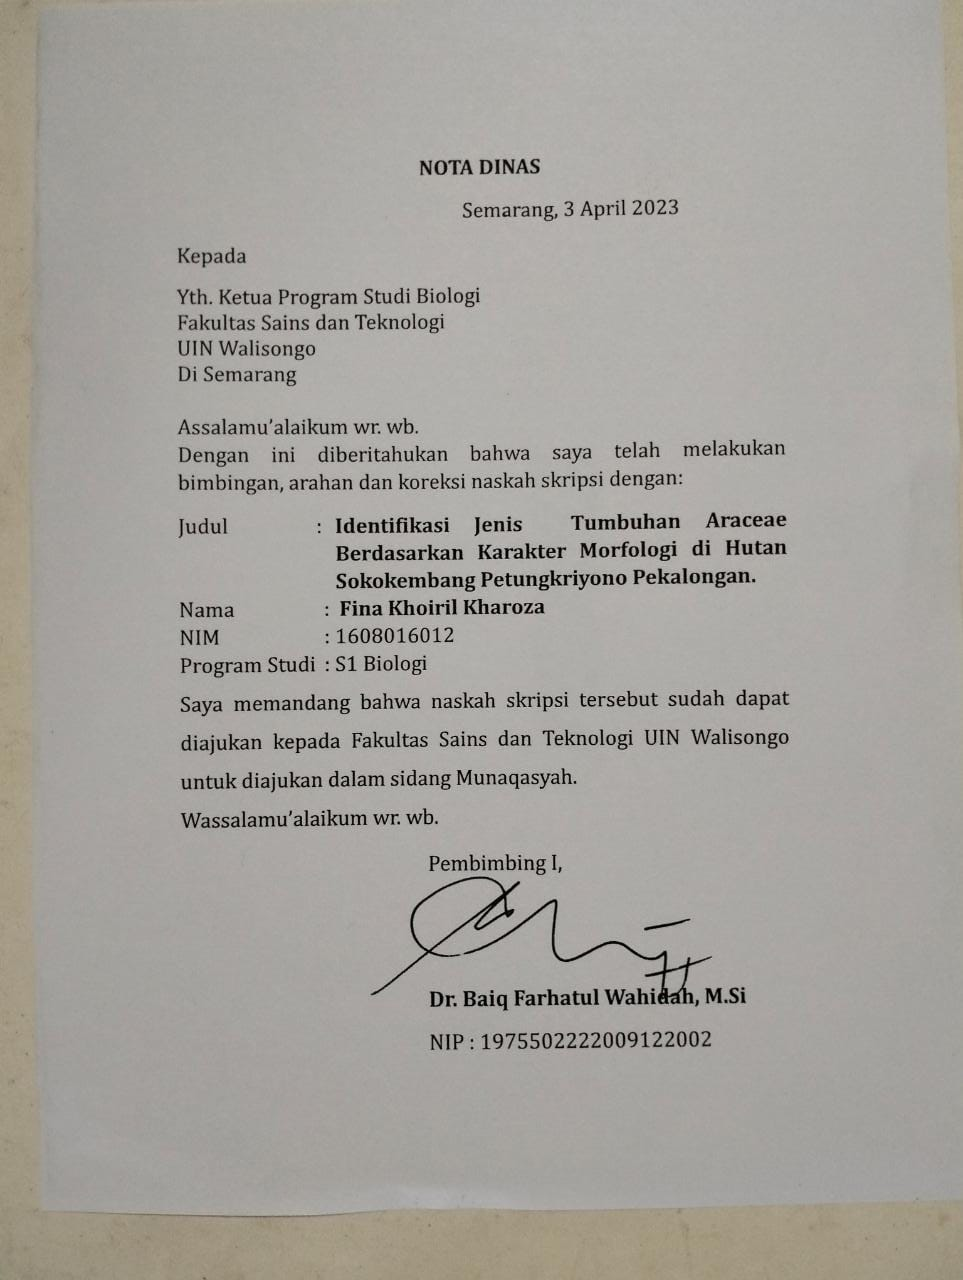 NOTA DINAS
Semarang, 3 April 2023
Kepada
Yth. Ketua Program Studi Biologi
Fakultas Sains dan Teknologi
UIN Walisongo
Di Semarang
Assalamu'alaikum wr. wb.
Dengan ini diberitahukan bahwa saya telah melakukan
bimbingan, arahan dan koreksi naskah skripsi dengan:
Judul : Identifikasi Jenis Tumbuhan Araceae
Berdasarkan Karakter Morfologi di Hutan
Sokokembang Petungkriyono Pekalongan.
Nama : Fina Khoiril Kharoza
NIM : 1608016012
Program Studi : S1 Biologi
Saya memandang bahwa naskah skripsi tersebut sudah dapat
diajukan kepada Fakultas Sains dan Teknologi UIN Walisongo
untuk diajukan dalam sidang Munaqasyah.
Wassalamu'alaikum wr. wb.
Pembimbing I,
Dr. Baiq Farhatul Wahidah, M.Si
NIP : 1975502222009122002